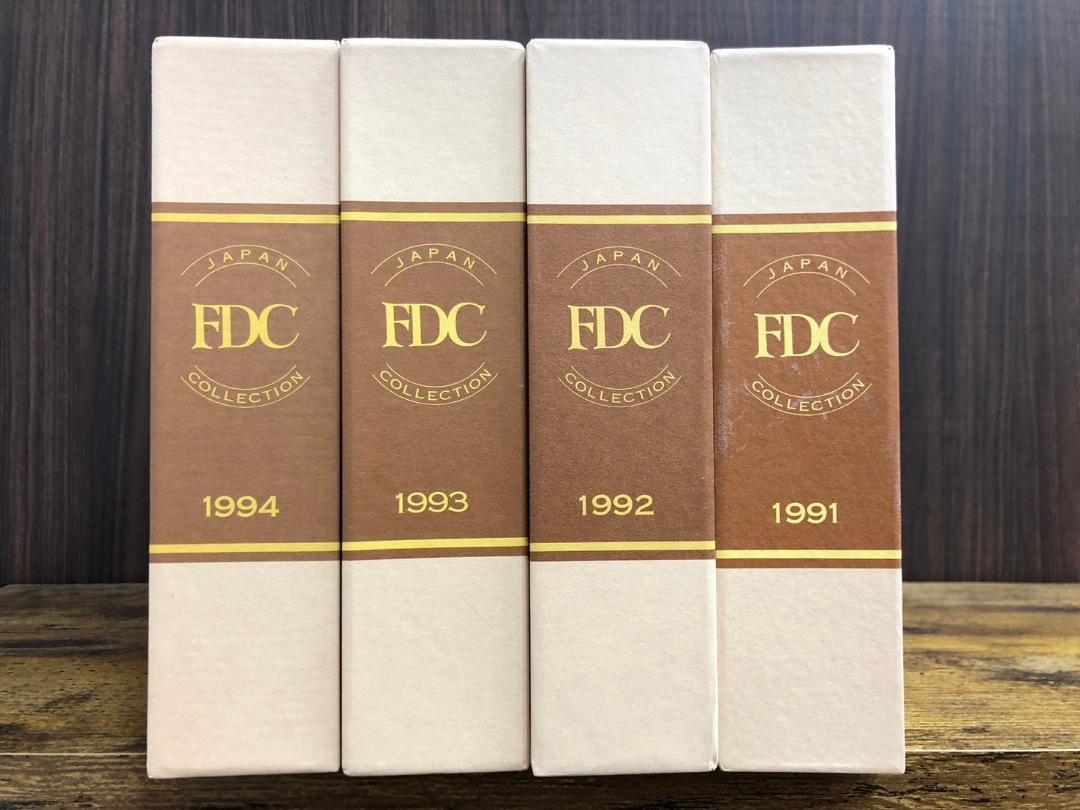 JAPAN
FDC
COLLECTION
1994
JAPAN
FDC
COLLECTION
1993
JAPAN
FDC
COLLECTION
1992
JAPAN
FDC
COLLECTION
1991